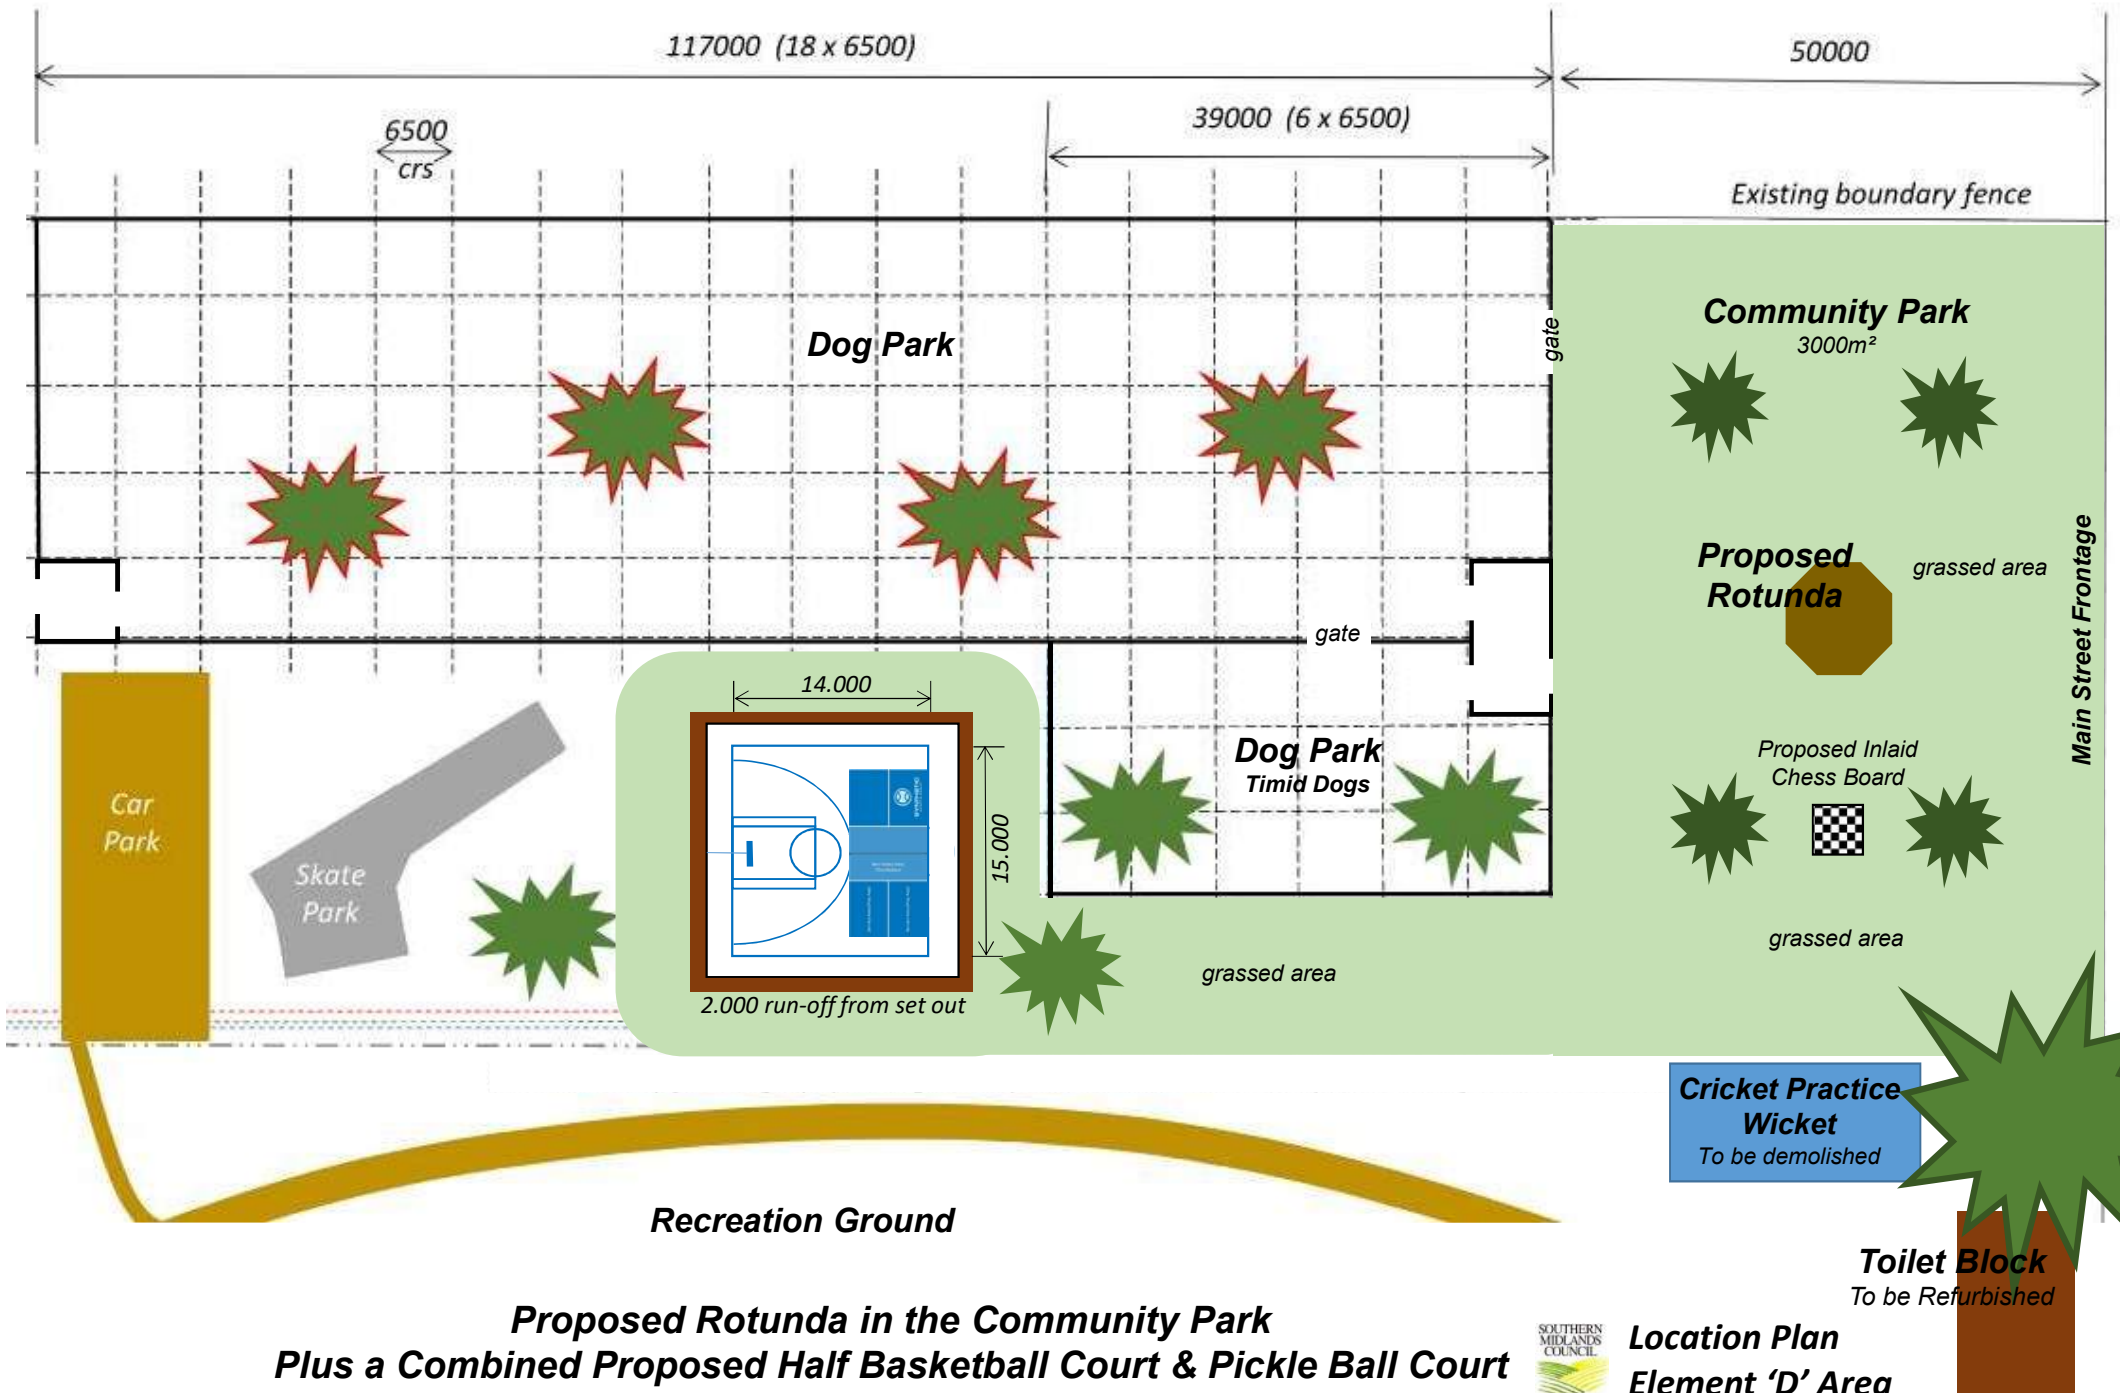 117000 (18 x 6500)
50000
6500
crs
39000 (6 x 6500)
Existing boundary fence
Dog Park
gate
Community Park
3000m²
Proposed
Rotunda
grassed area
Main Street Frontage
gate
14.000
15.000
2.000 run-off from set out
Dog Park
Timid Dogs
Proposed Inlaid
Chess Board
grassed area
grassed area
Car
Park
Skate
Park
Cricket Practice
Wicket
To be demolished
Recreation Ground
Toilet Block
To be Refurbished
Proposed Rotunda in the Community Park
Plus a Combined Proposed Half Basketball Court & Pickle Ball Court
SOUTHERN
MIDLANDS
COUNCIL
Location Plan
Element ‘D’ Area